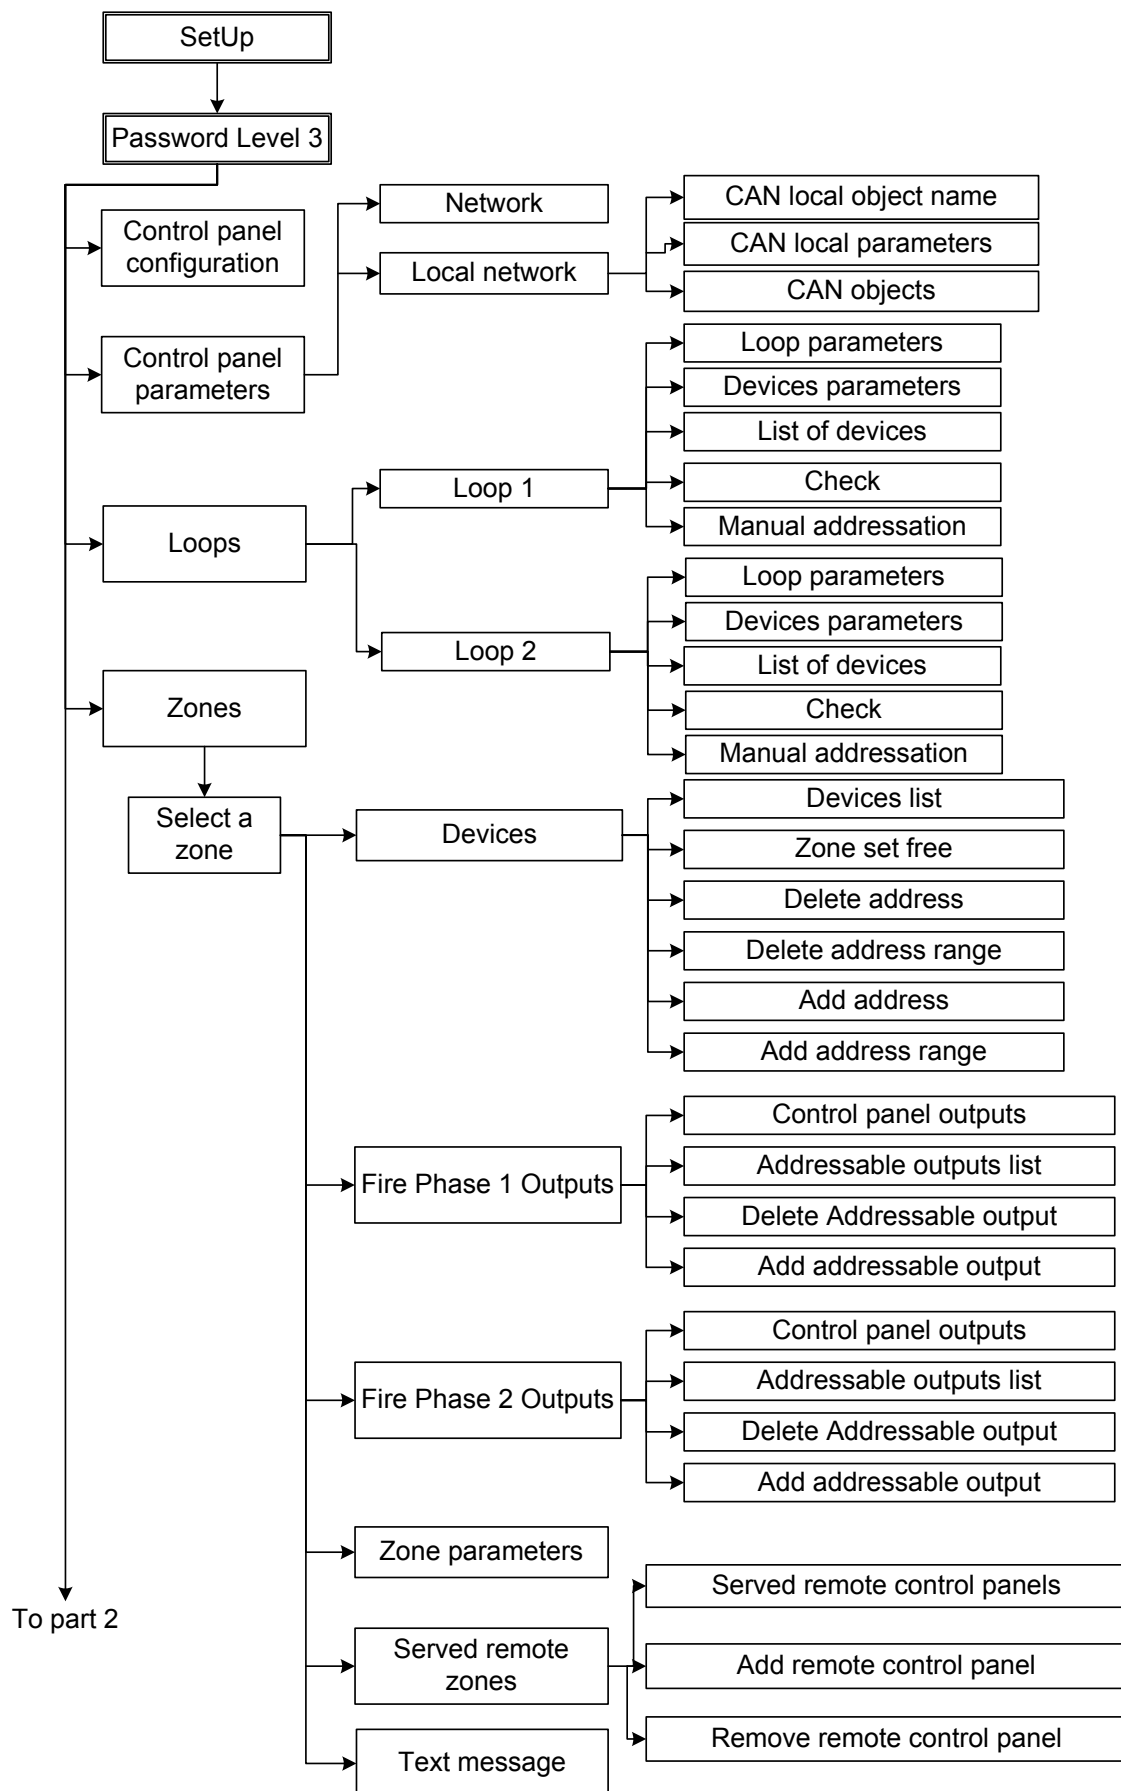 SetUp
Password Level 3
Control panel
configuration
Network
Local network
CAN local object name
CAN local parameters
CAN objects
Control panel
parameters
Loops
Loop 1
Loop parameters
Devices parameters
List of devices
Check
Manual addressation
Loop 2
Loop parameters
Devices parameters
List of devices
Check
Manual addressation
Zones
Select a
zone
Devices
Devices list
Zone set free
Delete address
Delete address range
Add address
Add address range
Fire Phase 1 Outputs
Control panel outputs
Addressable outputs list
Delete Addressable output
Add addressable output
Fire Phase 2 Outputs
Control panel outputs
Addressable outputs list
Delete Addressable output
Add addressable output
Zone parameters
Served remote
zones
Served remote control panels
Add remote control panel
Remove remote control panel
Text message
To part 2